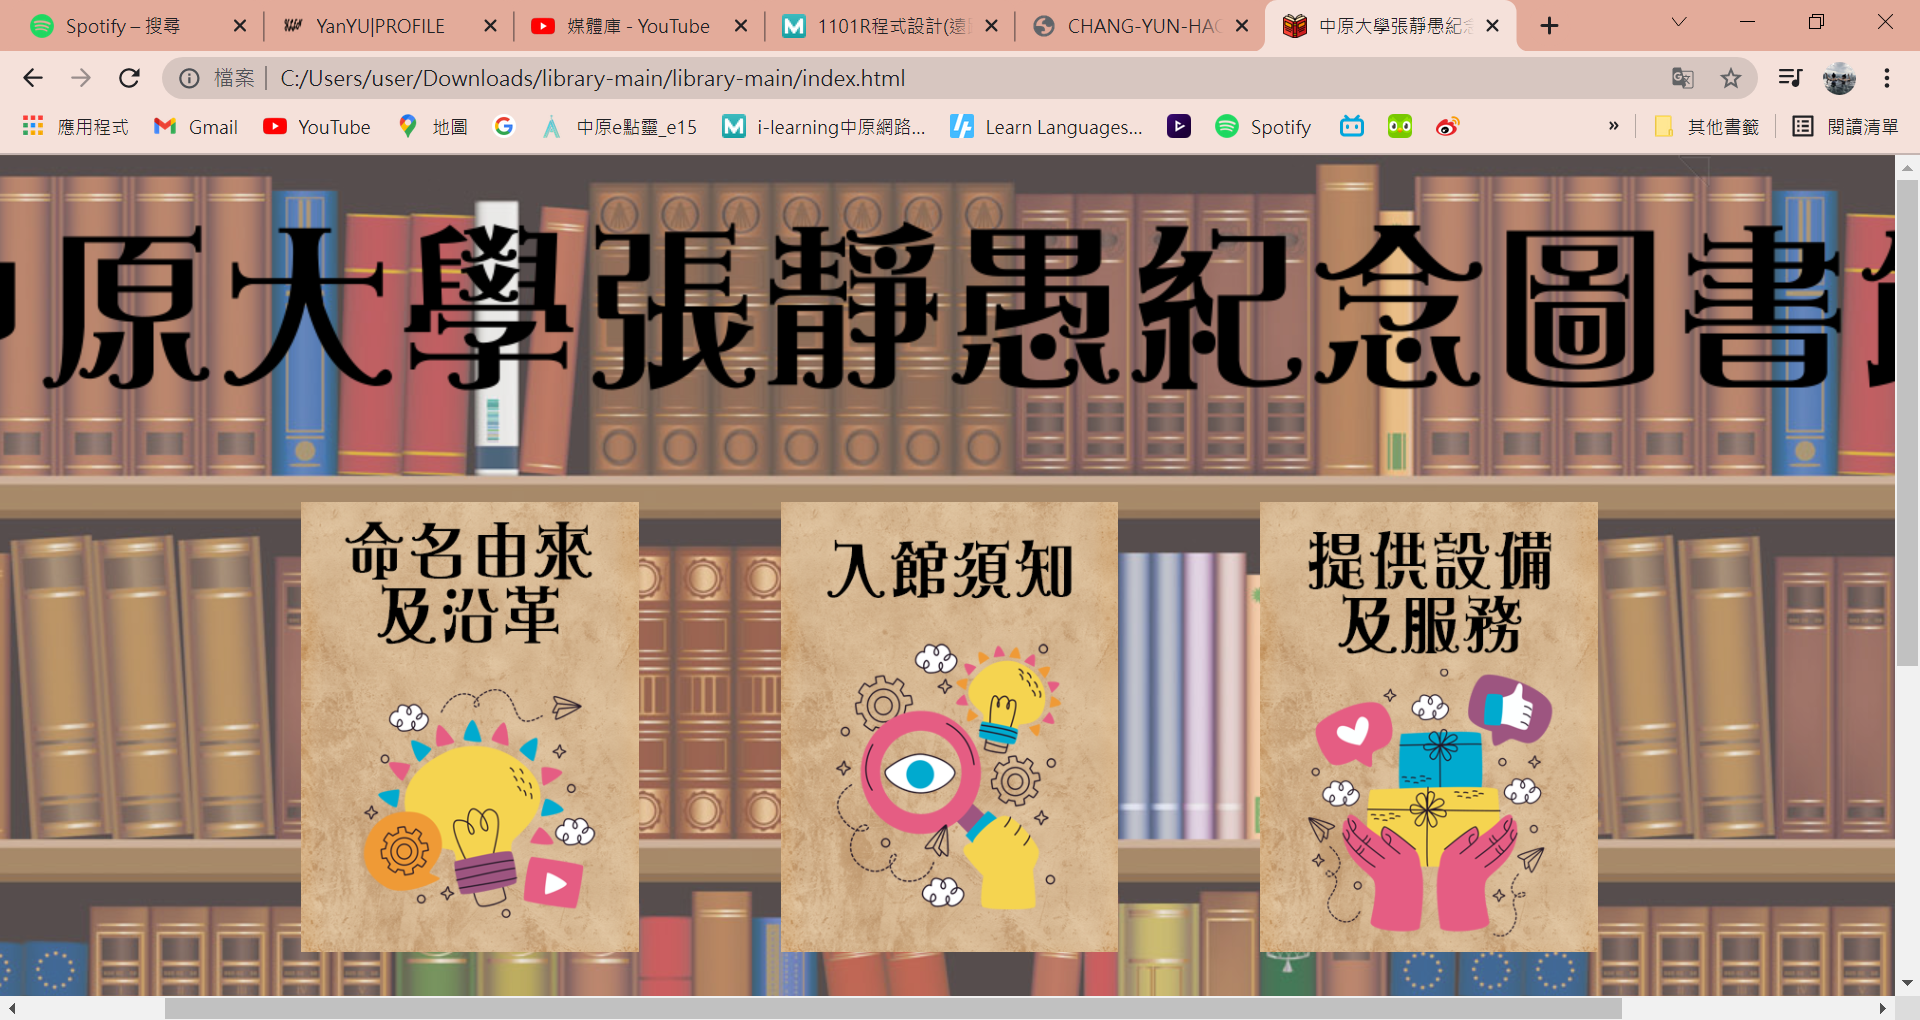 Spotify – 搜尋
YanYU|PROFILE
媒體庫 - YouTube
1101R程式設計(遠
CHANG-YUN-HAO
中原大學張靜愚紀念
檔案
C:/Users/user/Downloads/library-main/library-main/index.html
應用程式
Gmail
YouTube
地圖
中原e點靈_e15
i-learning中原網路...
Learn Languages...
Spotify
»
其他書籤
閱讀清單
中原大學張靜愚紀念圖書館
命名由來
及沿革
入館須知
提供設備
及服務